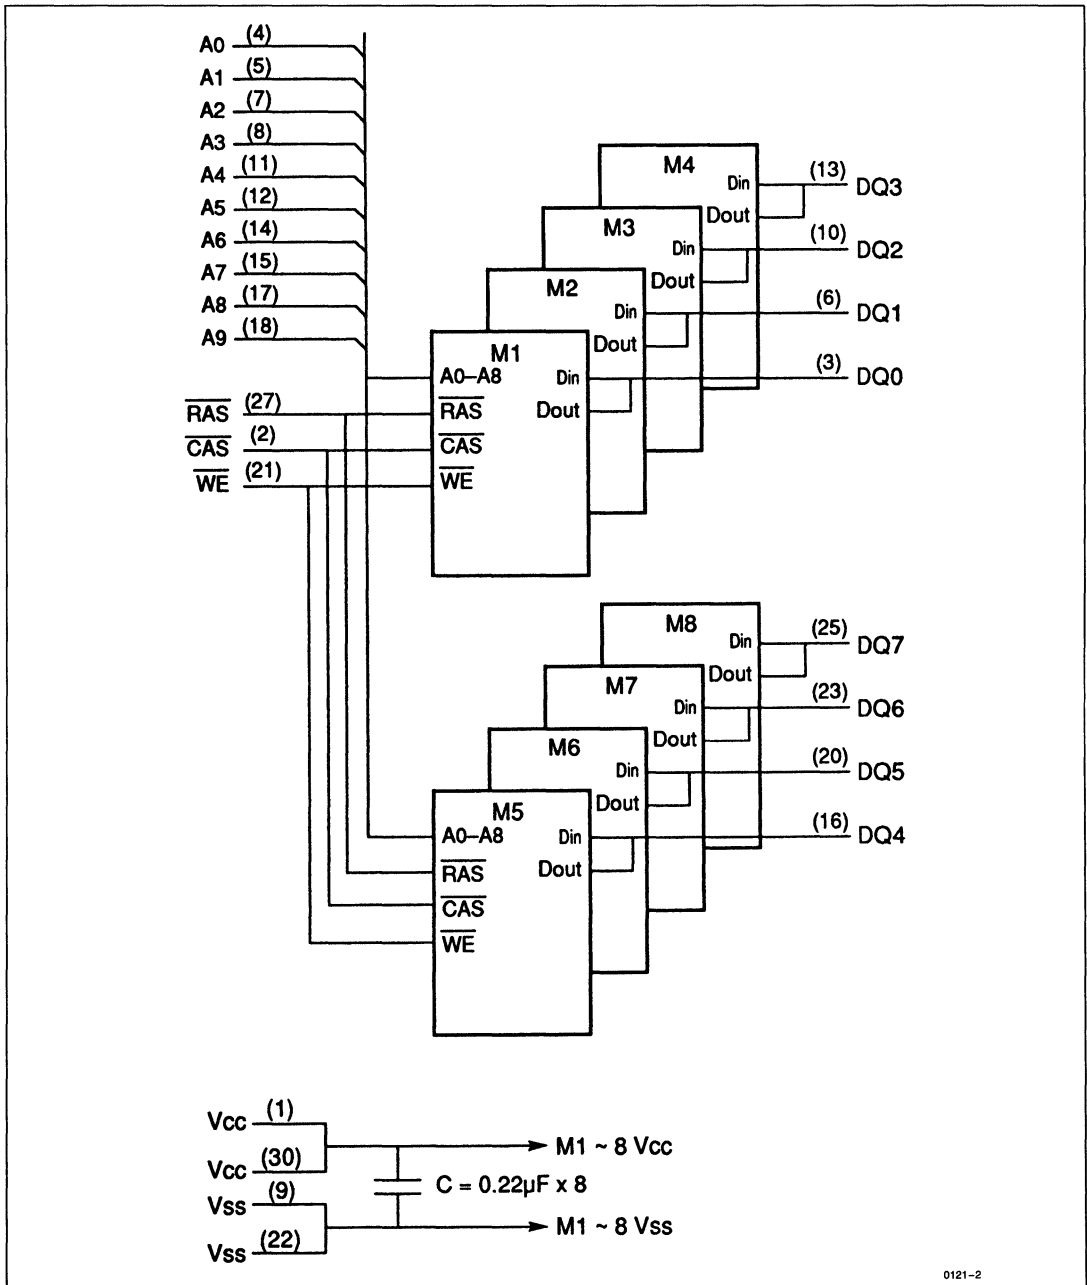 A0 (4)
A1 (5)
A2 (7)
A3 (8)
A4 (11)
A5 (12)
A6 (14)
A7 (15)
A8 (17)
A9 (18)
RAS (27)
CAS (2)
WE (21)
M4
Din (13) DQ3
Dout
M3
Din (10) DQ2
Dout
M2
Din (6) DQ1
Dout
M1
A0–A8 Din (3) DQ0
RAS Dout
CAS
WE
M8
Din (25) DQ7
Dout
M7
Din (23) DQ6
Dout
M6
Din (20) DQ5
Dout
M5
A0–A8 Din (16) DQ4
RAS Dout
CAS
WE
Vcc (1)
M1 ~ 8 Vcc
Vcc (30)
C = 0.22µF x 8
Vss (9)
M1 ~ 8 Vss
Vss (22)
0121–2